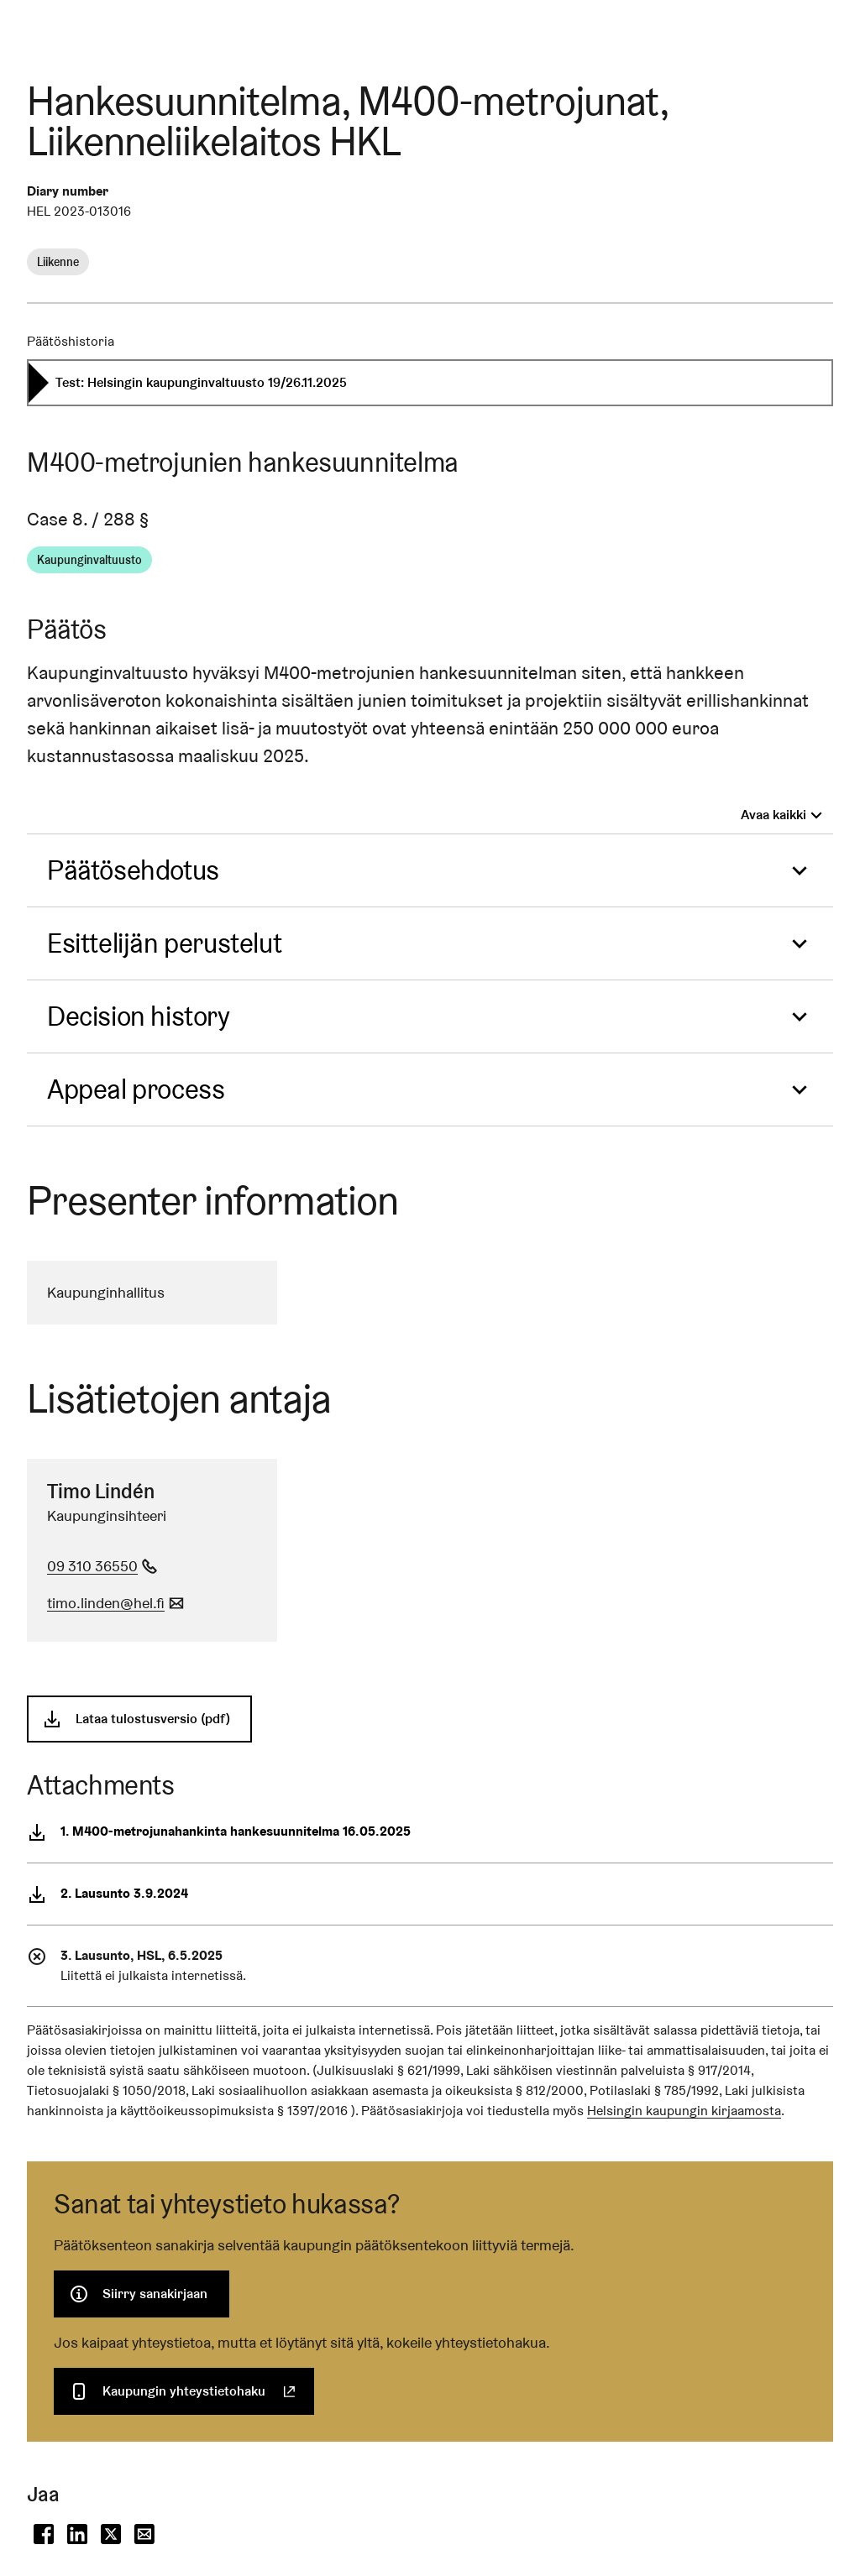 Hankesuunnitelma, M400-metrojunat,
Liikenneliikelaitos HKL
Diary number
HEL 2023-013016
Liikenne
Päätöshistoria
Test: Helsingin kaupunginvaltuusto 19/26.11.2025
M400-metrojunien hankesuunnitelma
Case 8. / 288 §
Kaupunginvaltuusto
Päätös
Kaupunginvaltuusto hyväksyi M400-metrojunien hankesuunnitelman siten, että hankkeen
arvonlisäveroton kokonaishinta sisältäen junien toimitukset ja projektiin sisältyvät erillishankinnat
sekä hankinnan aikaiset lisä- ja muutostyöt ovat yhteensä enintään 250 000 000 euroa
kustannustasossa maaliskuu 2025.
Avaa kaikki
Päätösehdotus
Esittelijän perustelut
Decision history
Appeal process
Presenter information
Kaupunginhallitus
Lisätietojen antaja
Timo Lindén
Kaupunginsihteeri
09 310 36550
timo.linden@hel.fi
Lataa tulostusversio (pdf)
Attachments
1. M400-metrojunahankinta hankesuunnitelma 16.05.2025
2. Lausunto 3.9.2024
3. Lausunto, HSL, 6.5.2025
Liitettä ei julkaista internetissä.
Päätösasiakirjoissa on mainittu liitteitä, joita ei julkaista internetissä. Pois jätetään liitteet, jotka sisältävät salassa pidettäviä tietoja, tai
joissa olevien tietojen julkistaminen voi vaarantaa yksityisyyden suojan tai elinkeinonharjoittajan liike- tai ammattisalaisuuden, tai joita ei
ole teknisistä syistä saatu sähköiseen muotoon. (Julkisuuslaki § 621/1999, Laki sähköisen viestinnän palveluista § 917/2014,
Tietosuojalaki § 1050/2018, Laki sosiaalihuollon asiakkaan asemasta ja oikeuksista § 812/2000, Potilaslaki § 785/1992, Laki julkisista
hankinnoista ja käyttöoikeussopimuksista § 1397/2016 ). Päätösasiakirjoja voi tiedustella myös Helsingin kaupungin kirjaamosta.
Sanat tai yhteystieto hukassa?
Päätöksenteon sanakirja selventää kaupungin päätöksentekoon liittyviä termejä.
Siirry sanakirjaan
Jos kaipaat yhteystietoa, mutta et löytänyt sitä yltä, kokeile yhteystietohakua.
Kaupungin yhteystietohaku
Jaa